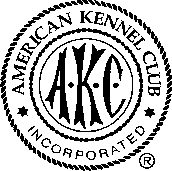 AMERICAN KENNEL CLUB
A·K·C
INCORPORATED
®